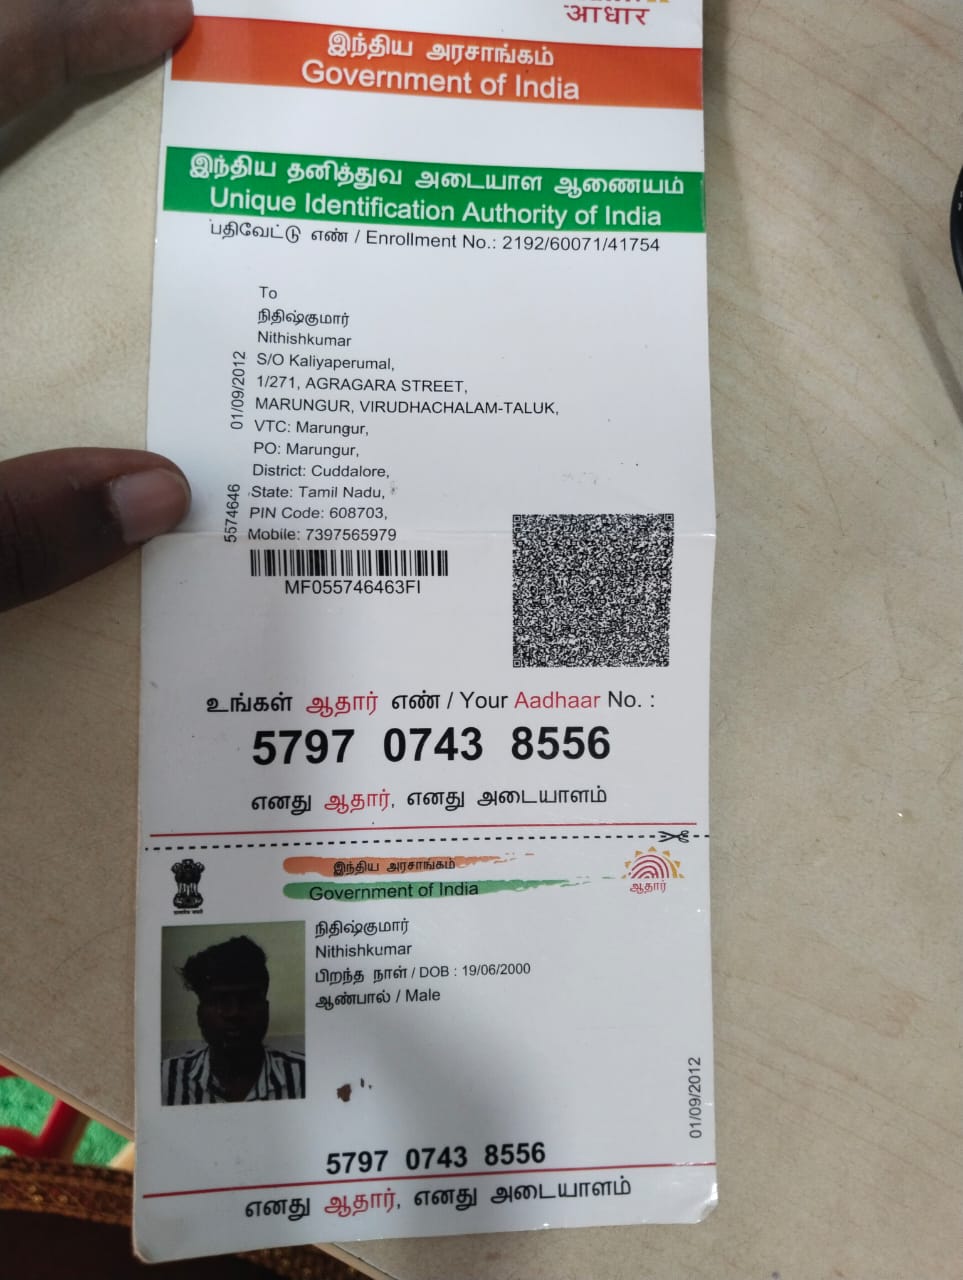 आधार
இந்திய அரசாங்கம்
Government of India
இந்திய தனித்துவ அடையாள ஆணையம்
Unique Identification Authority of India
பதிவேட்டு எண் / Enrollment No.: 2192/60071/41754
To
நிதிஷ்குமார்
Nithishkumar
S/O Kaliyaperumal,
1/271, AGRAGARA STREET,
MARUNGUR, VIRUDHACHALAM-TALUK,
VTC: Marungur,
PO: Marungur,
District: Cuddalore,
State: Tamil Nadu,
PIN Code: 608703,
Mobile: 7397565979
01/09/2012
5574646
MF055746463FI
உங்கள் ஆதார் எண் / Your Aadhaar No. :
5797 0743 8556
எனது ஆதார், எனது அடையாளம்
இந்திய அரசாங்கம்
Government of India
ஆதார்
நிதிஷ்குமார்
Nithishkumar
பிறந்த நாள் / DOB : 19/06/2000
ஆண்பால் / Male
01/09/2012
5797 0743 8556
எனது ஆதார், எனது அடையாளம்